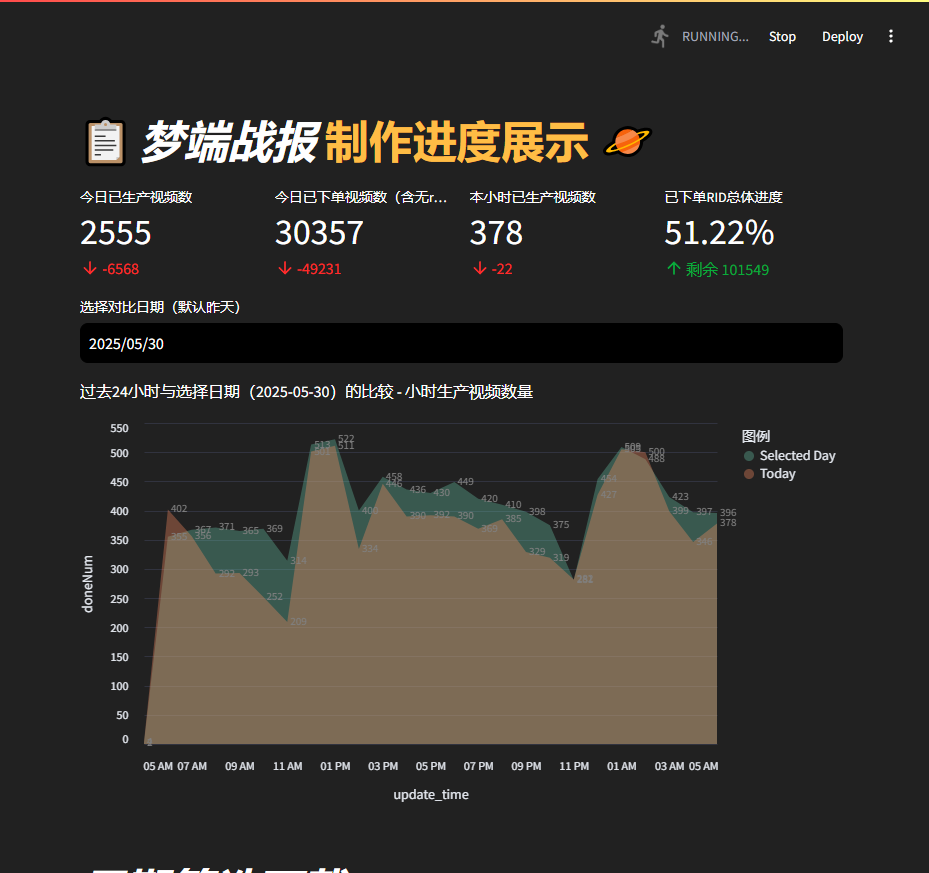 RUNNING... Stop Deploy
梦端战报 制作进度展示
今日已生产视频数 今日已下单视频数（含无r... 本小时已生产视频数 已下单RID总体进度
2555 30357 378 51.22%
-6568 -49231 -22 剩余 101549
选择对比日期（默认昨天）
2025/05/30
过去24小时与选择日期（2025-05-30）的比较 - 小时生产视频数量
图例
Selected Day
Today
550
500
450
400
350
300
250
200
150
100
50
0
doneNum
402 367 356 371 365 369 314
292 293 252 209
513 522 511 334
458 446 436 430 449 420 410 398 375
390 392 390 385 329 319
454 427 500 488 423 399 397 396 378
05 AM 07 AM 09 AM 11 AM 01 PM 03 PM 05 PM 07 PM 09 PM 11 PM 01 AM 03 AM 05 AM
update_time